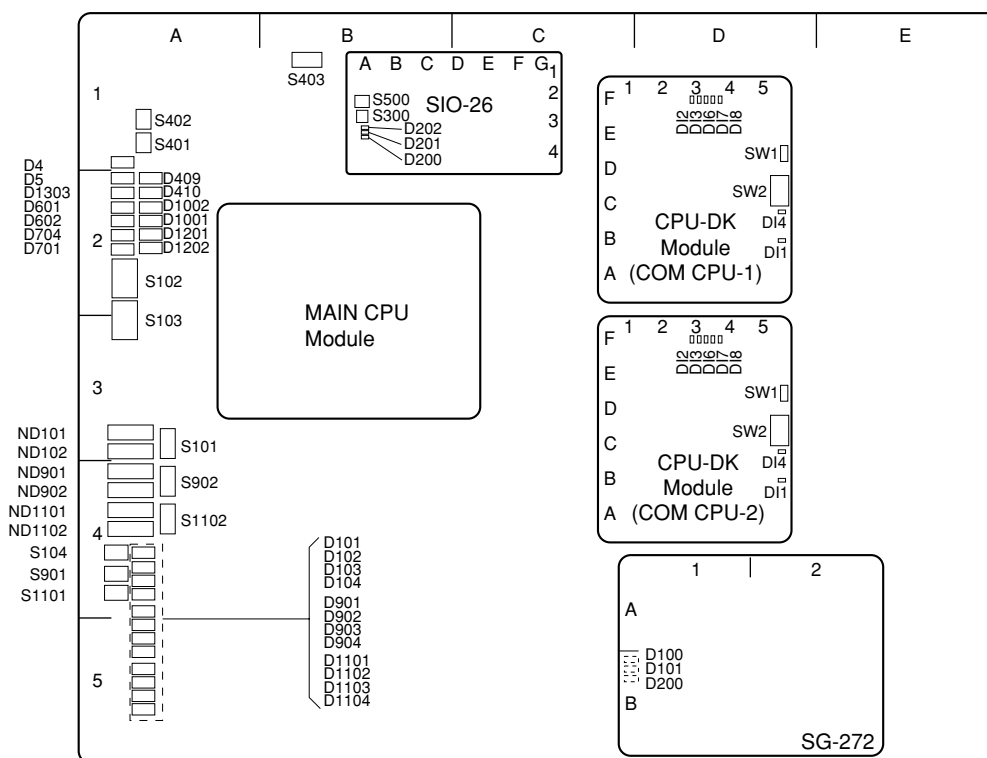 A B C D E
1
2
3
4
5
S403
S402
S401
D4
D5
D1303
D601
D602
D704
D701
D409
D410
D1002
D1001
D1201
D1202
S102
S103
A B C D E F G
1
2
3
4
SIO-26
S500
S300
D202
D201
D200
MAIN CPU
Module
1 2 3 4 5
F
E
D
C
B
A
DI2
DI3
DI6
DI7
DI8
SW1
SW2
DI4
DI1
CPU-DK
Module
(COM CPU-1)
1 2 3 4 5
F
E
D
C
B
A
DI2
DI3
DI6
DI7
DI8
SW1
SW2
DI4
DI1
CPU-DK
Module
(COM CPU-2)
ND101
ND102
ND901
ND902
ND1101
ND1102
S101
S902
S1102
S104
S901
S1101
D101
D102
D103
D104
D901
D902
D903
D904
D1101
D1102
D1103
D1104
1 2
A
B
D100
D101
D200
SG-272